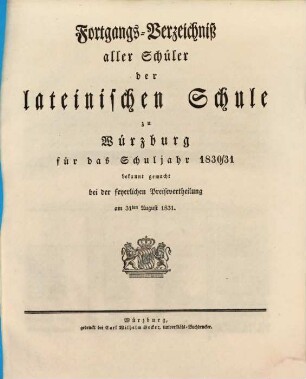 Fortgangs-Verzeichniß
aller Schüler
der
lateinischen Schule
zu
Würzburg
für das Schuljahr 1830/31
bekannt gemacht
bei der feyerlichen Preisevertheilung
am 31ten August 1831.
Würzburg,
gedruckt bei Carl Wilhelm Becker, Universitäts-Buchdrucker.